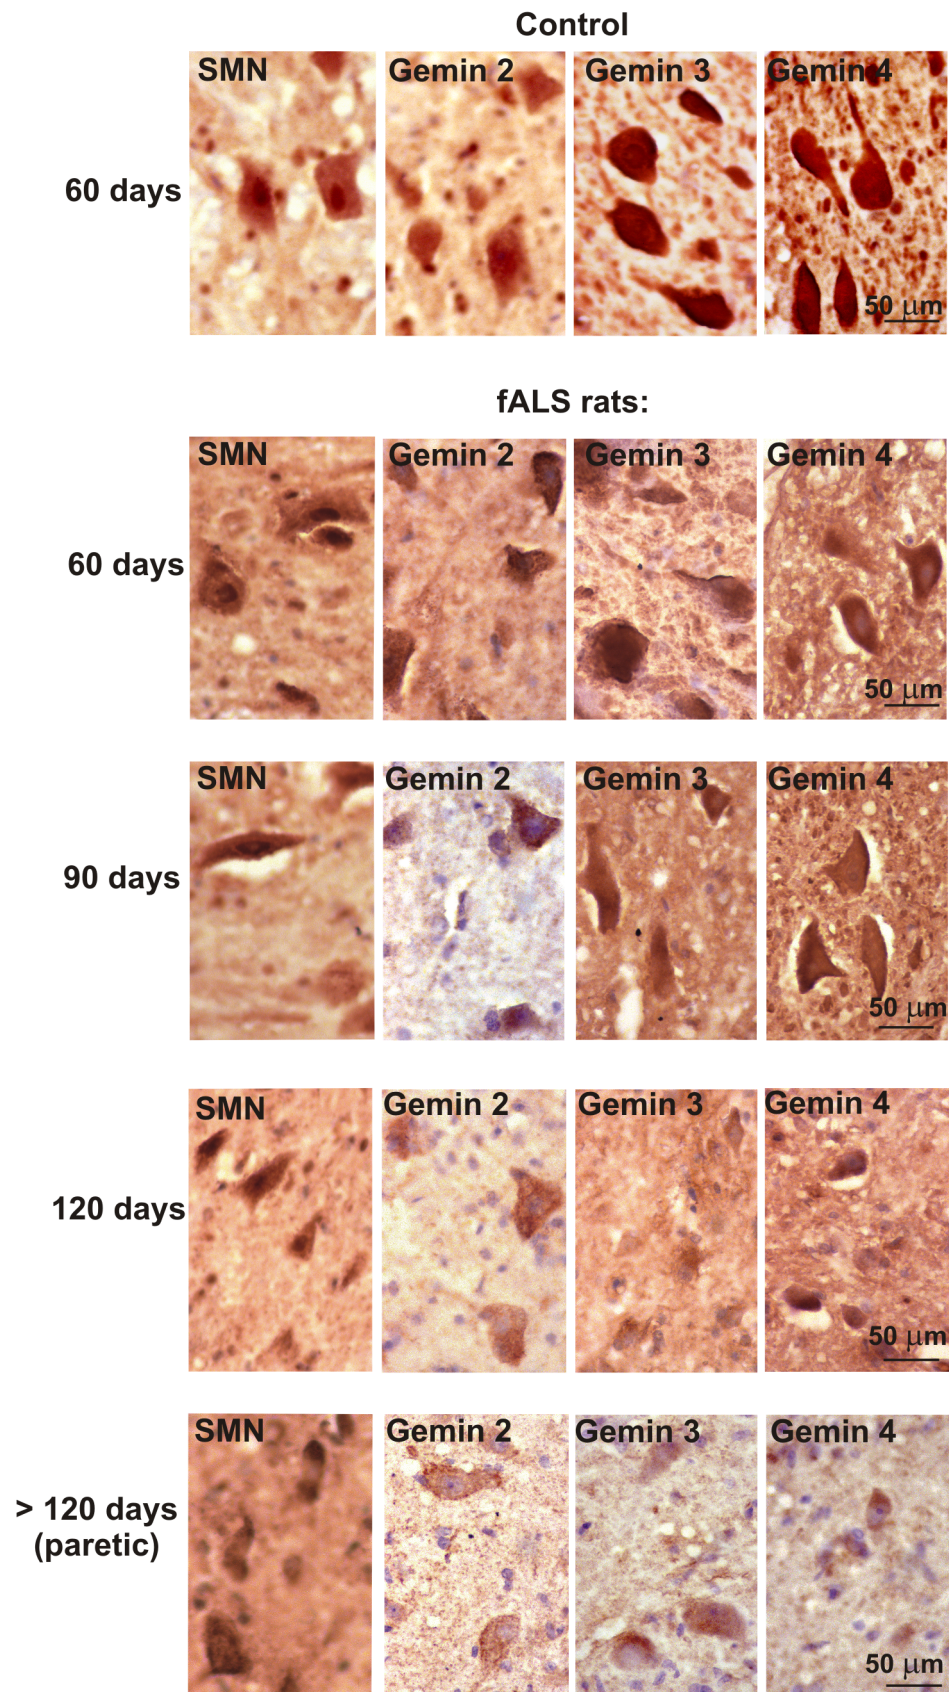 Control
SMN Gemin 2 Gemin 3 Gemin 4
60 days
50 µm
fALS rats:
SMN Gemin 2 Gemin 3 Gemin 4
60 days
50 µm
SMN Gemin 2 Gemin 3 Gemin 4
90 days
50 µm
SMN Gemin 2 Gemin 3 Gemin 4
120 days
50 µm
SMN Gemin 2 Gemin 3 Gemin 4
> 120 days
(paretic)
50 µm